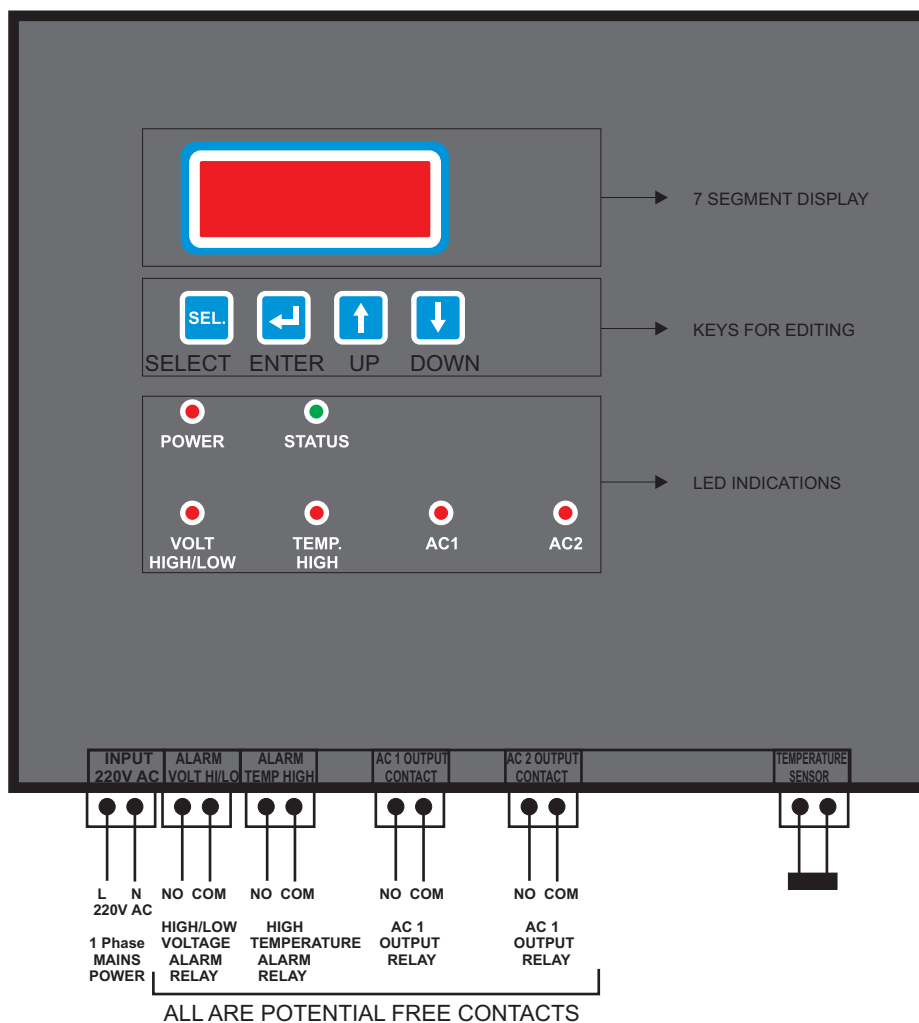 7 SEGMENT DISPLAY
SEL.
SELECT ENTER UP DOWN
KEYS FOR EDITING
POWER STATUS
LED INDICATIONS
VOLT
HIGH/LOW
TEMP.
HIGH
AC1
AC2
INPUT
220V AC
ALARM
VOLT HI/LO
ALARM
TEMP HIGH
AC 1 OUTPUT
CONTACT
AC 2 OUTPUT
CONTACT
TEMPERATURE
SENSOR
L N
220V AC
1 Phase
MAINS
POWER
NO COM
HIGH/LOW
VOLTAGE
ALARM
RELAY
NO COM
HIGH
TEMPERATURE
ALARM
RELAY
NO COM
AC 1
OUTPUT
RELAY
NO COM
AC 1
OUTPUT
RELAY
ALL ARE POTENTIAL FREE CONTACTS